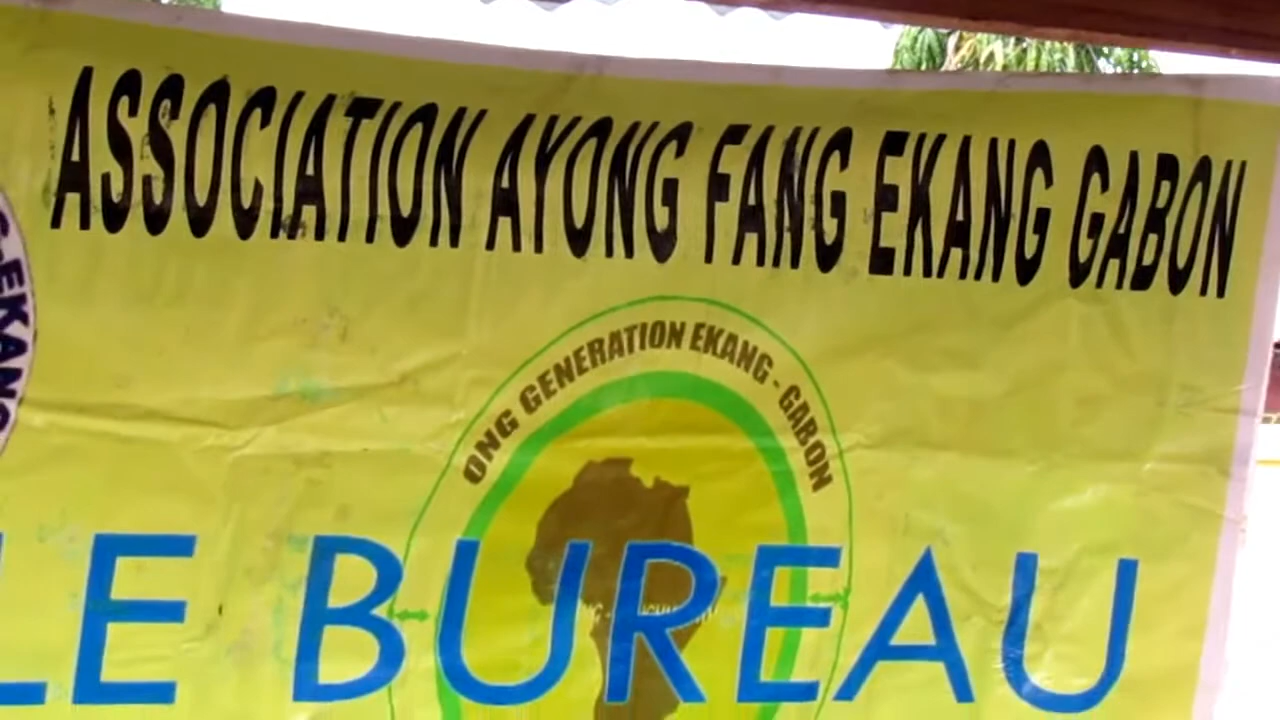 ASSOCIATION AYONG FANG EKANG GABON
ONG GENERATION EKANG - GABON
LE BUREAU